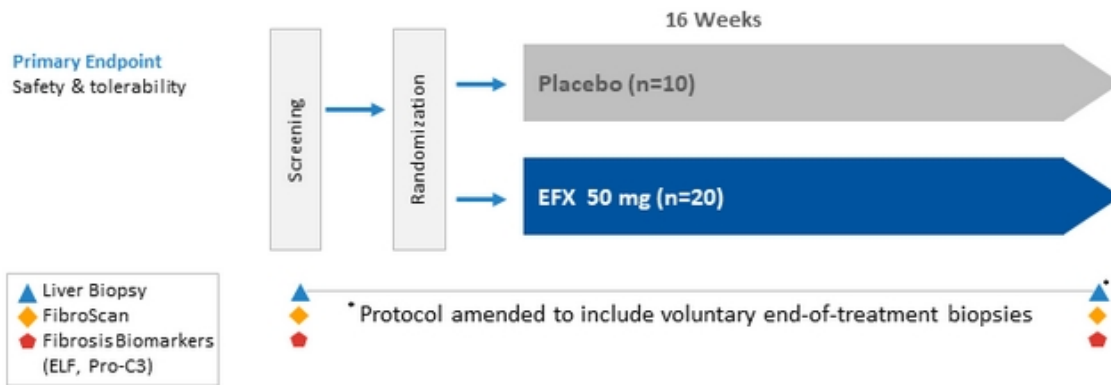 16 Weeks
Primary Endpoint
Safety & tolerability
Screening
Randomization
Placebo (n=10)
EFX 50 mg (n=20)
Liver Biopsy
FibroScan
Fibrosis Biomarkers
(ELF, Pro-C3)
* Protocol amended to include voluntary end-of-treatment biopsies
*